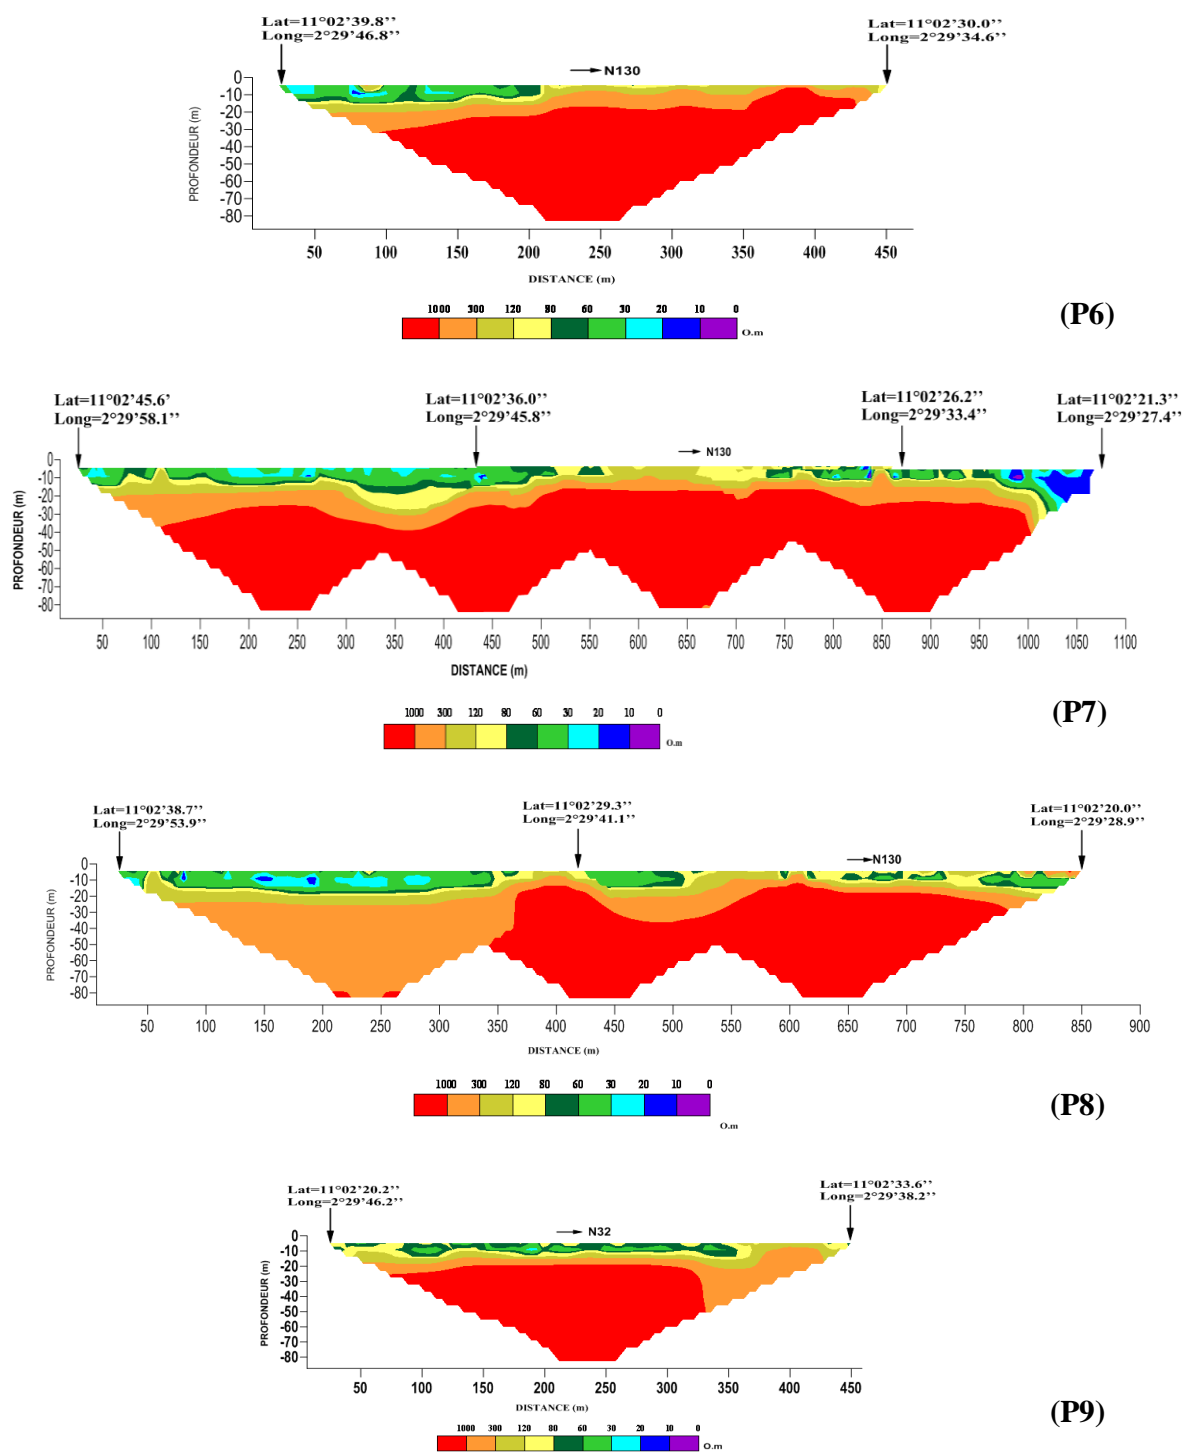 Lat=11°02’39.8’’
Long=2°29’46.8’’
Lat=11°02’30.0’’
Long=2°29’34.6’’
N130
PROFONDEUR (m)
0
-10
-20
-30
-40
-50
-60
-70
-80
50 100 150 200 250 300 350 400 450
DISTANCE (m)
1000 300 120 80 60 30 20 10 0
O.m
(P6)
Lat=11°02’45.6’
Long=2°29’58.1’’
Lat=11°02’36.0’’
Long=2°29’45.8’’
Lat=11°02’26.2’’
Long=2°29’33.4’’
Lat=11°02’21.3’’
Long=2°29’27.4’’
N130
PROFONDEUR (m)
0
-10
-20
-30
-40
-50
-60
-70
-80
50 100 150 200 250 300 350 400 450 500 550 600 650 700 750 800 850 900 950 1000 1050 1100
DISTANCE (m)
1000 300 120 80 60 30 20 10 0
O.m
(P7)
Lat=11°02’38.7’’
Long=2°29’53.9’’
Lat=11°02’29.3’’
Long=2°29’41.1’’
Lat=11°02’20.0’’
Long=2°29’28.9’’
N130
PROFONDEUR (m)
0
-10
-20
-30
-40
-50
-60
-70
-80
50 100 150 200 250 300 350 400 450 500 550 600 650 700 750 800 850 900
DISTANCE (m)
1000 300 120 80 60 30 20 10 0
O.m
(P8)
Lat=11°02’20.2’’
Long=2°29’46.2’’
Lat=11°02’33.6’’
Long=2°29’38.2’’
N32
PROFONDEUR (m)
0
-10
-20
-30
-40
-50
-60
-70
-80
50 100 150 200 250 300 350 400 450
DISTANCE (m)
1000 300 120 80 60 30 20 10 0
O.m
(P9)